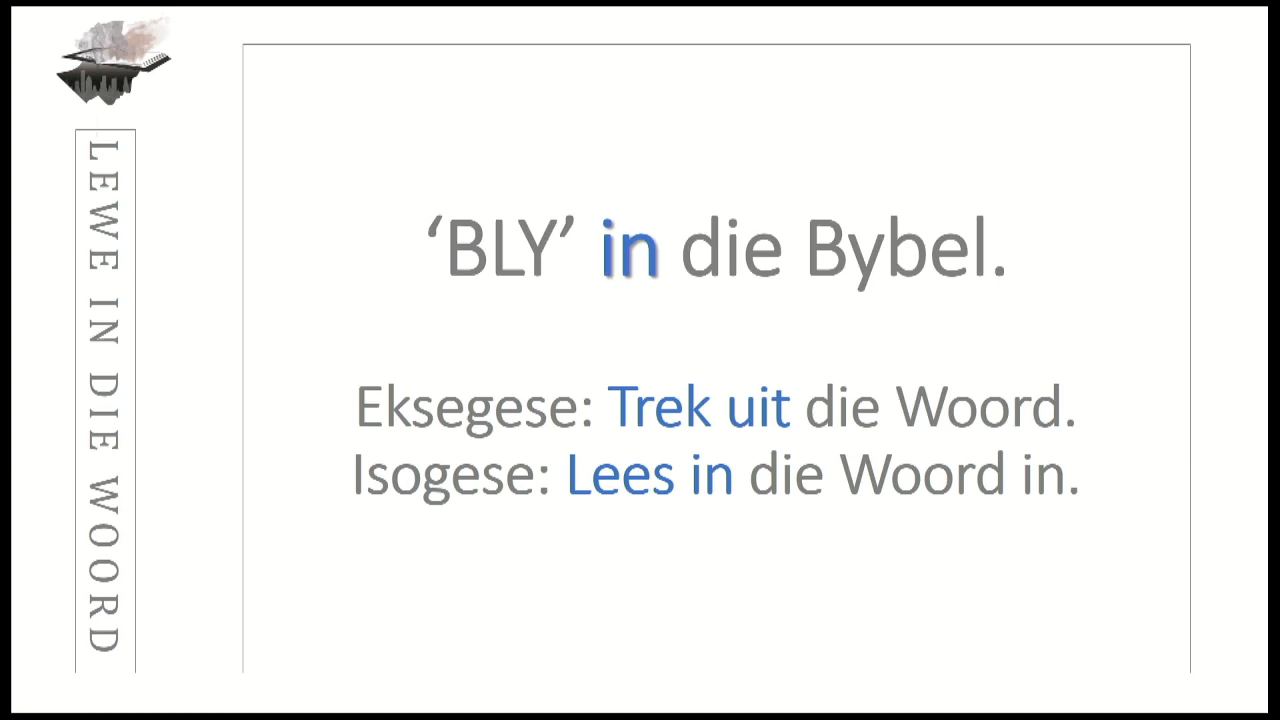 LEWE IN DIE WOORD
‘BLY’ in die Bybel.
Eksegese: Trek uit die Woord.
Isogese: Lees in die Woord in.